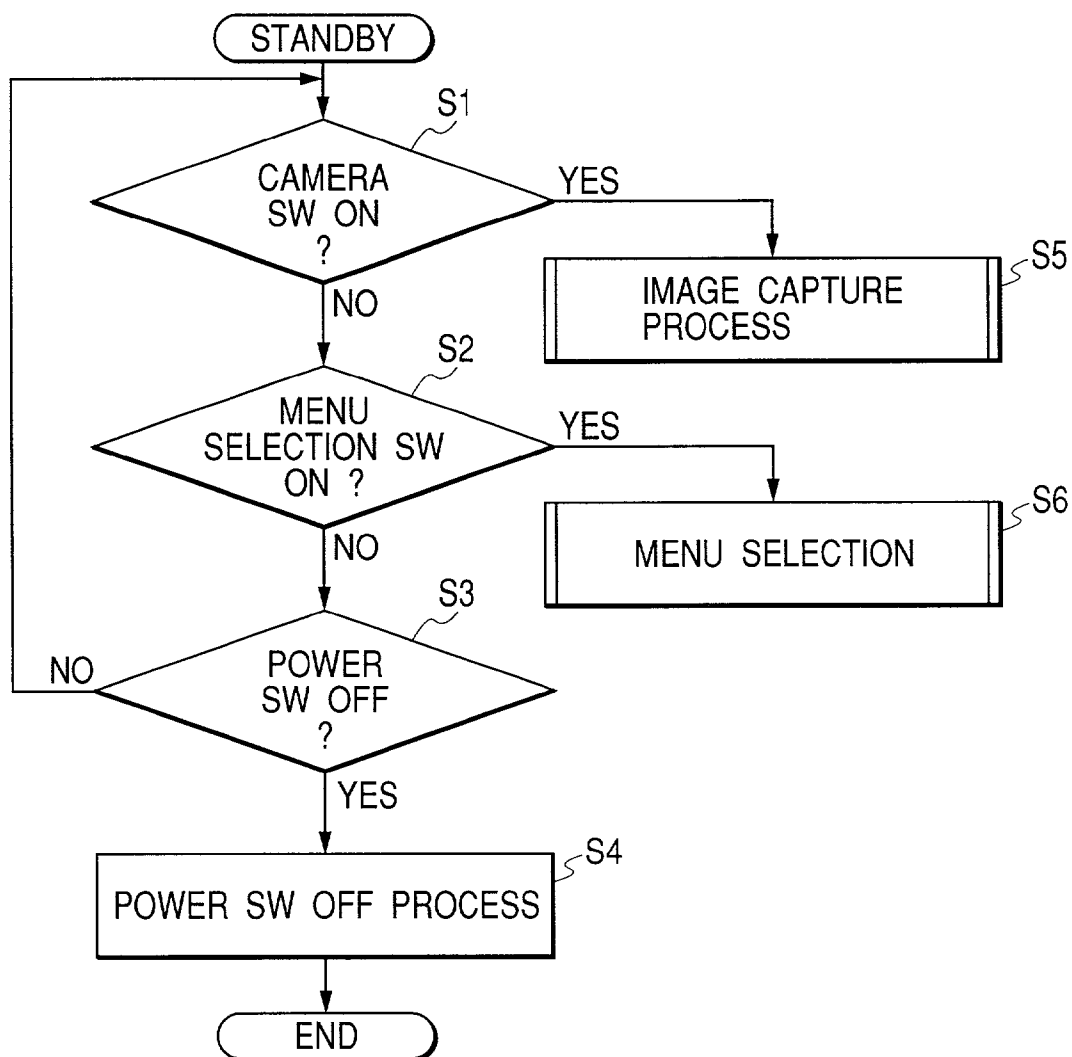 STANDBY
S1
CAMERA
SW ON
?
YES
NO
S5
IMAGE CAPTURE
PROCESS
S2
MENU
SELECTION SW
ON ?
YES
NO
S6
MENU SELECTION
S3
POWER
SW OFF
?
NO
YES
S4
POWER SW OFF PROCESS
END